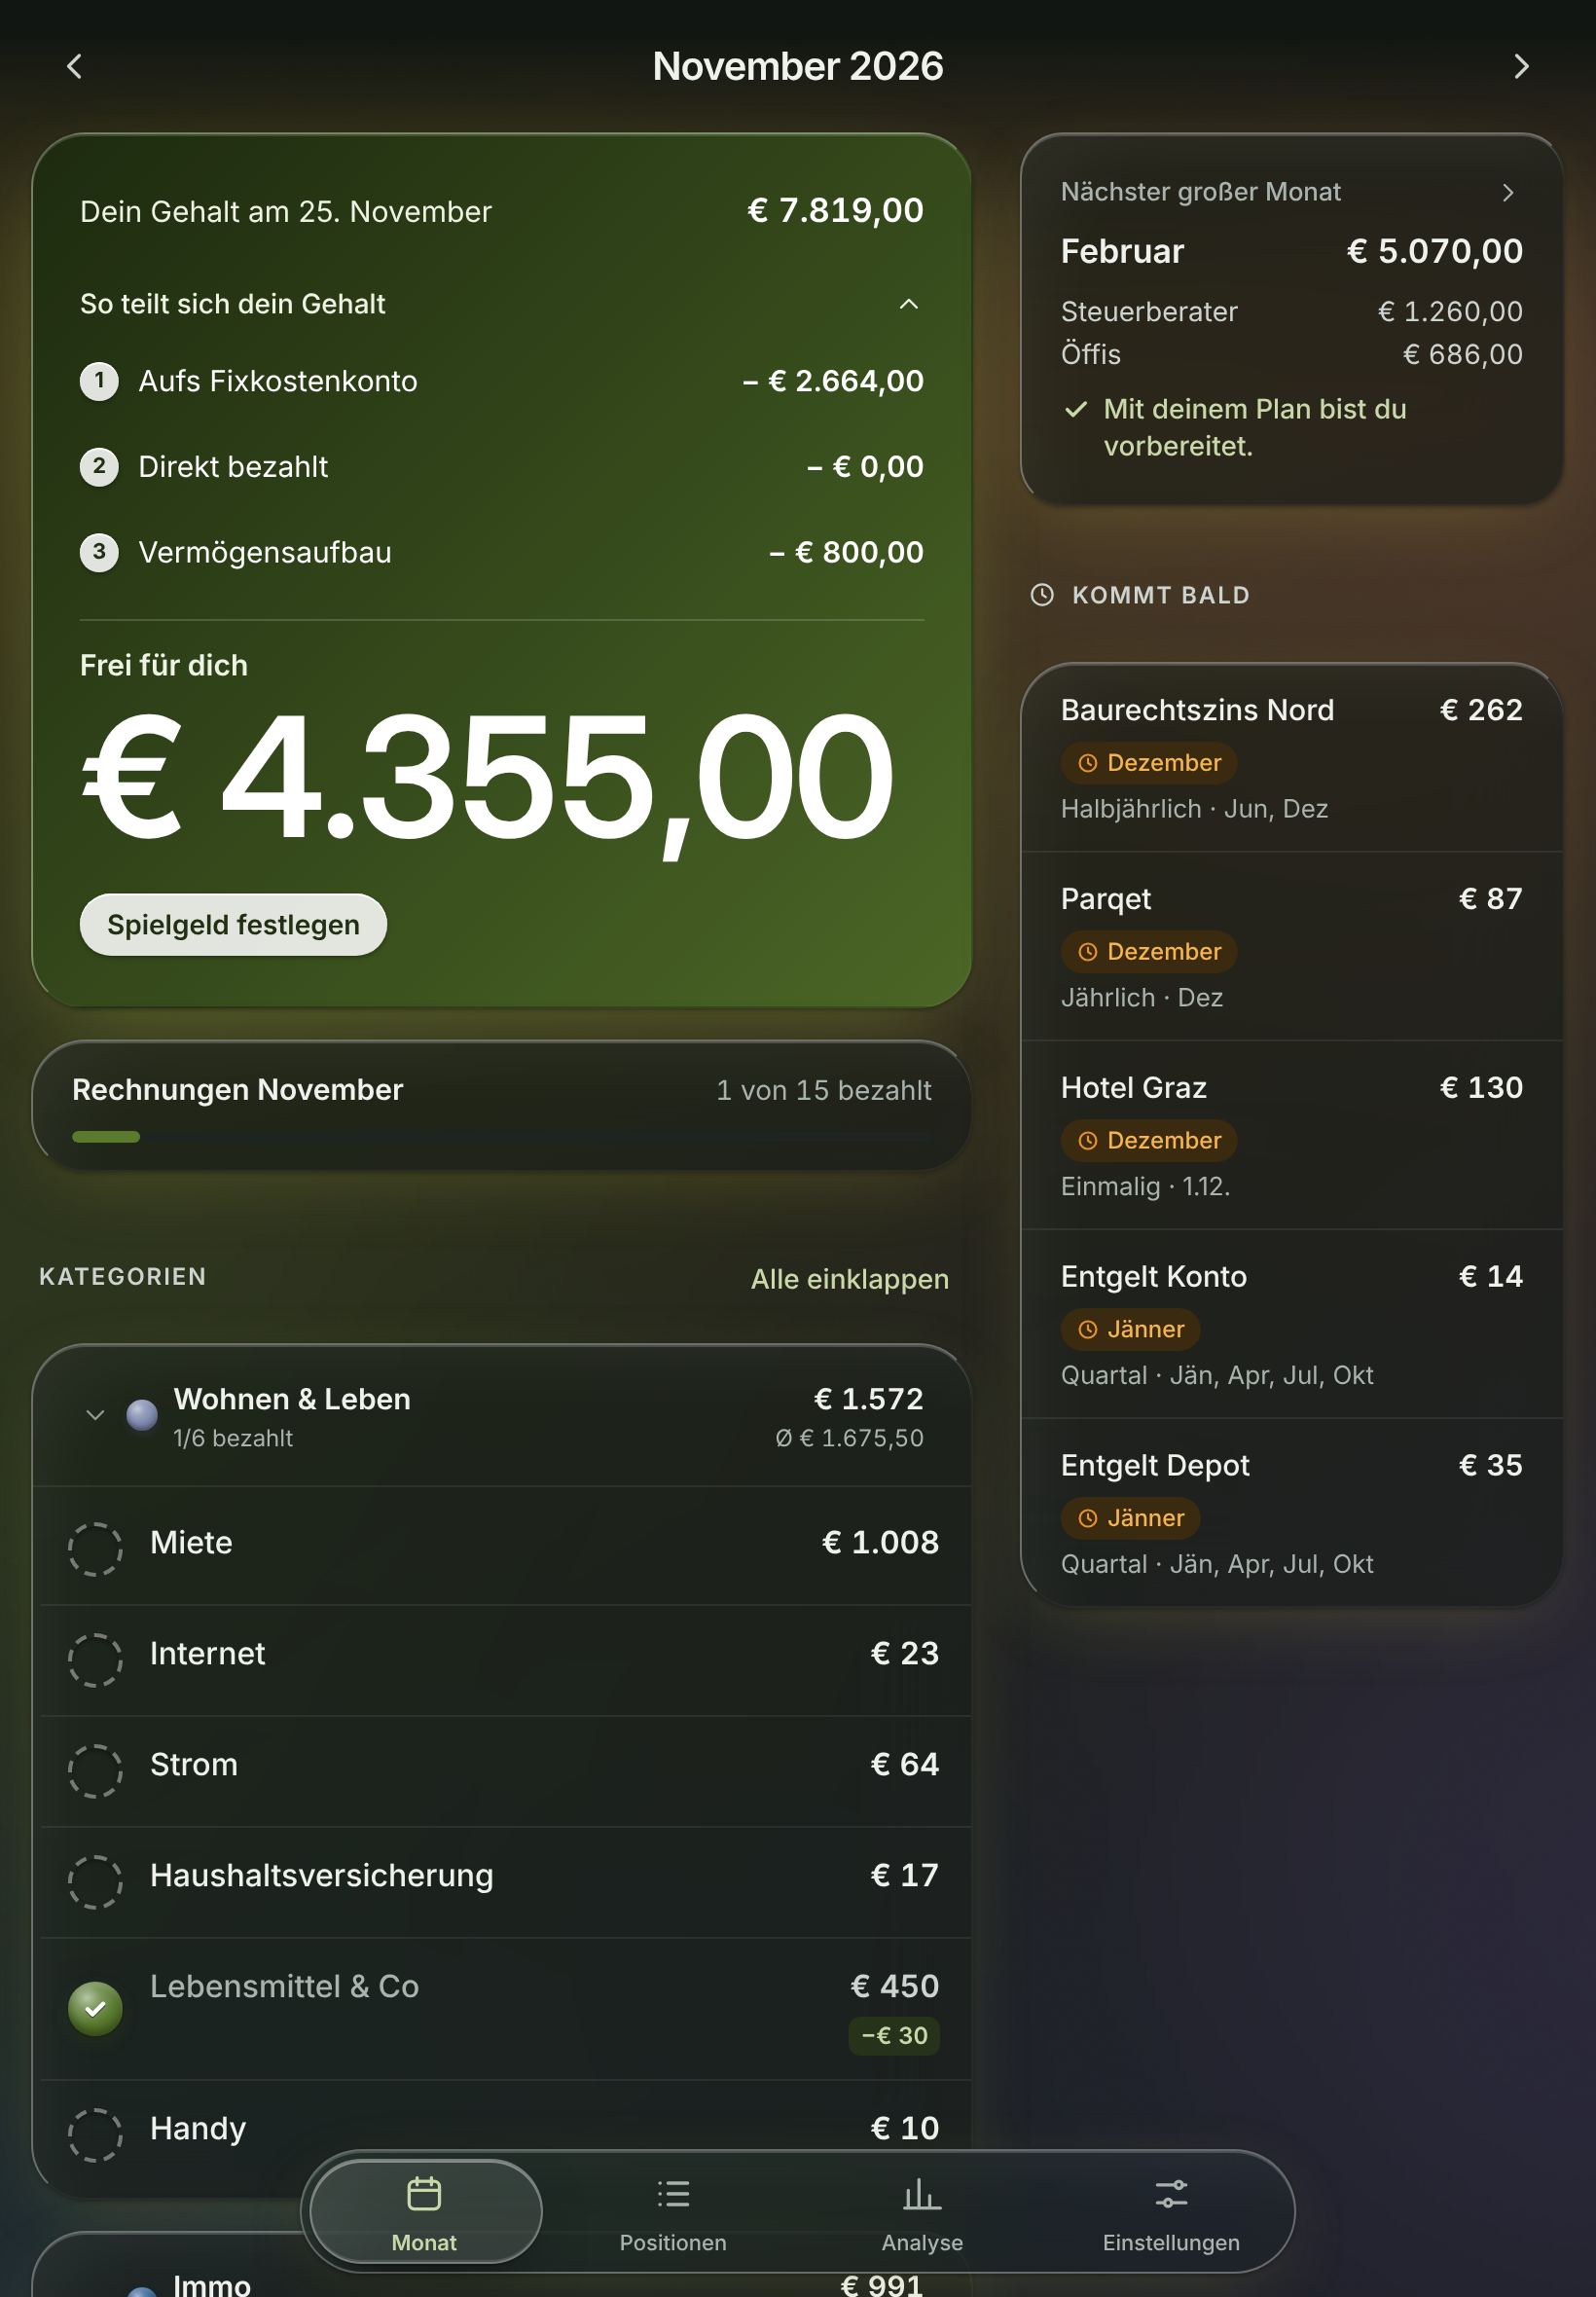 November 2026
Dein Gehalt am 25. November € 7.819,00
So teilt sich dein Gehalt
1 Aufs Fixkostenkonto – € 2.664,00
2 Direkt bezahlt – € 0,00
3 Vermögensaufbau – € 800,00
Frei für dich
€ 4.355,00
Spielgeld festlegen
Rechnungen November 1 von 15 bezahlt
KATEGORIEN Alle einklappen
Wohnen & Leben € 1.572
1/6 bezahlt Ø € 1.675,50
Miete € 1.008
Internet € 23
Strom € 64
Haushaltsversicherung € 17
Lebensmittel & Co € 450
−€ 30
Handy € 10
Immo € 991
Nächster großer Monat
Februar € 5.070,00
Steuerberater € 1.260,00
Öffis € 686,00
Mit deinem Plan bist du
vorbereitet.
KOMMT BALD
Baurechtszins Nord € 262
Dezember
Halbjährlich · Jun, Dez
Parqet € 87
Dezember
Jährlich · Dez
Hotel Graz € 130
Dezember
Einmalig · 1.12.
Entgelt Konto € 14
Jänner
Quartal · Jän, Apr, Jul, Okt
Entgelt Depot € 35
Jänner
Quartal · Jän, Apr, Jul, Okt
Monat Positionen Analyse Einstellungen